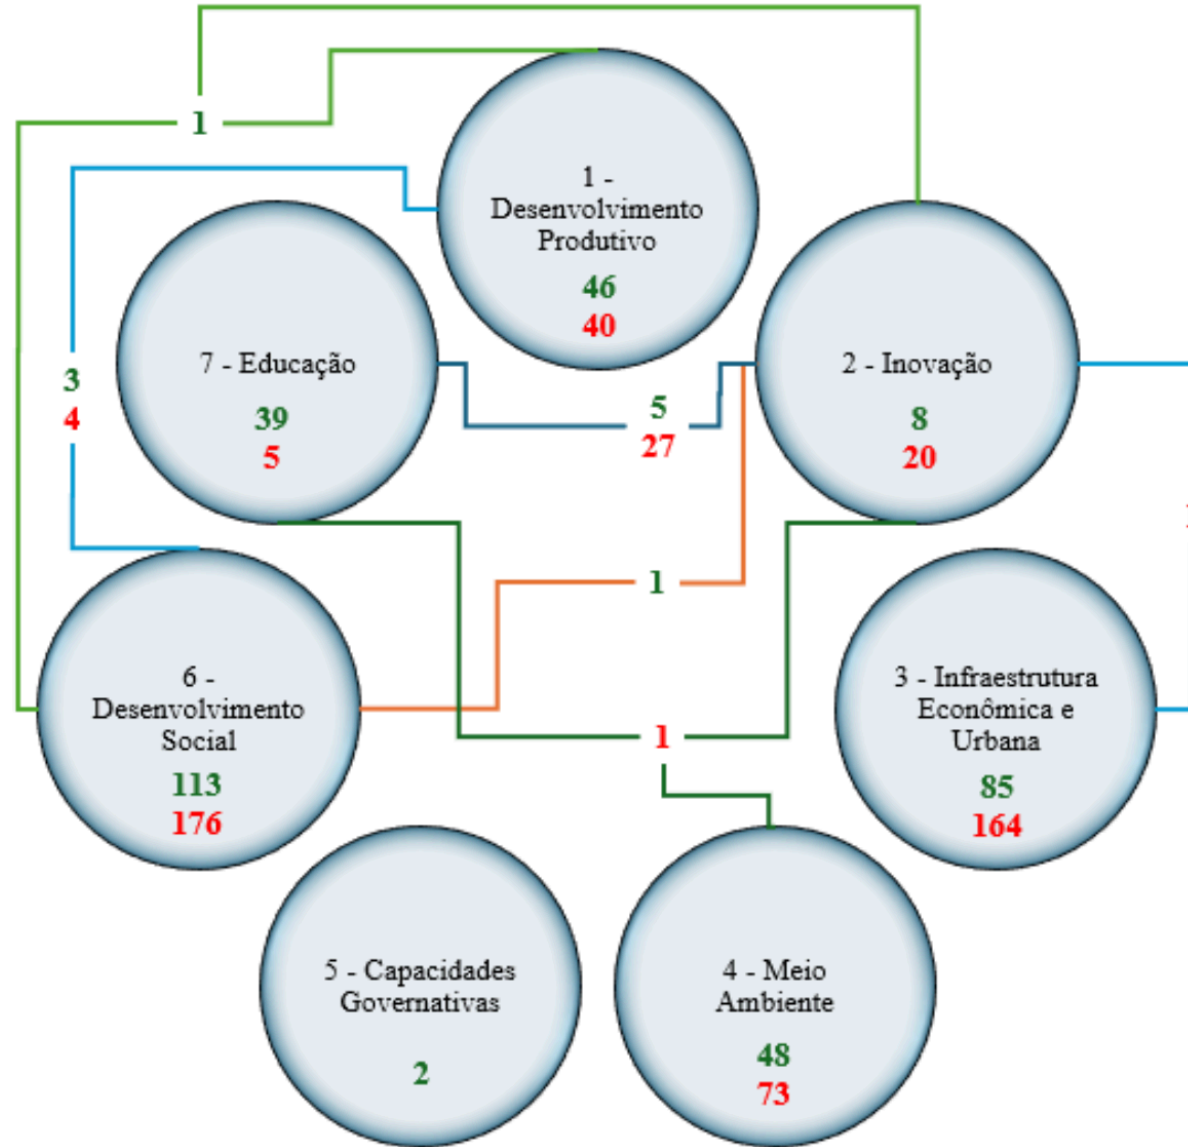 1
1 -
Desenvolvimento
Produtivo
46
40
7 - Educação
39
5
2 - Inovação
8
20
3
4
5
27
1
6 -
Desenvolvimento
Social
113
176
3 - Infraestrutura
Econômica e
Urbana
85
164
1
5 - Capacidades
Governativas
2
4 - Meio
Ambiente
48
73